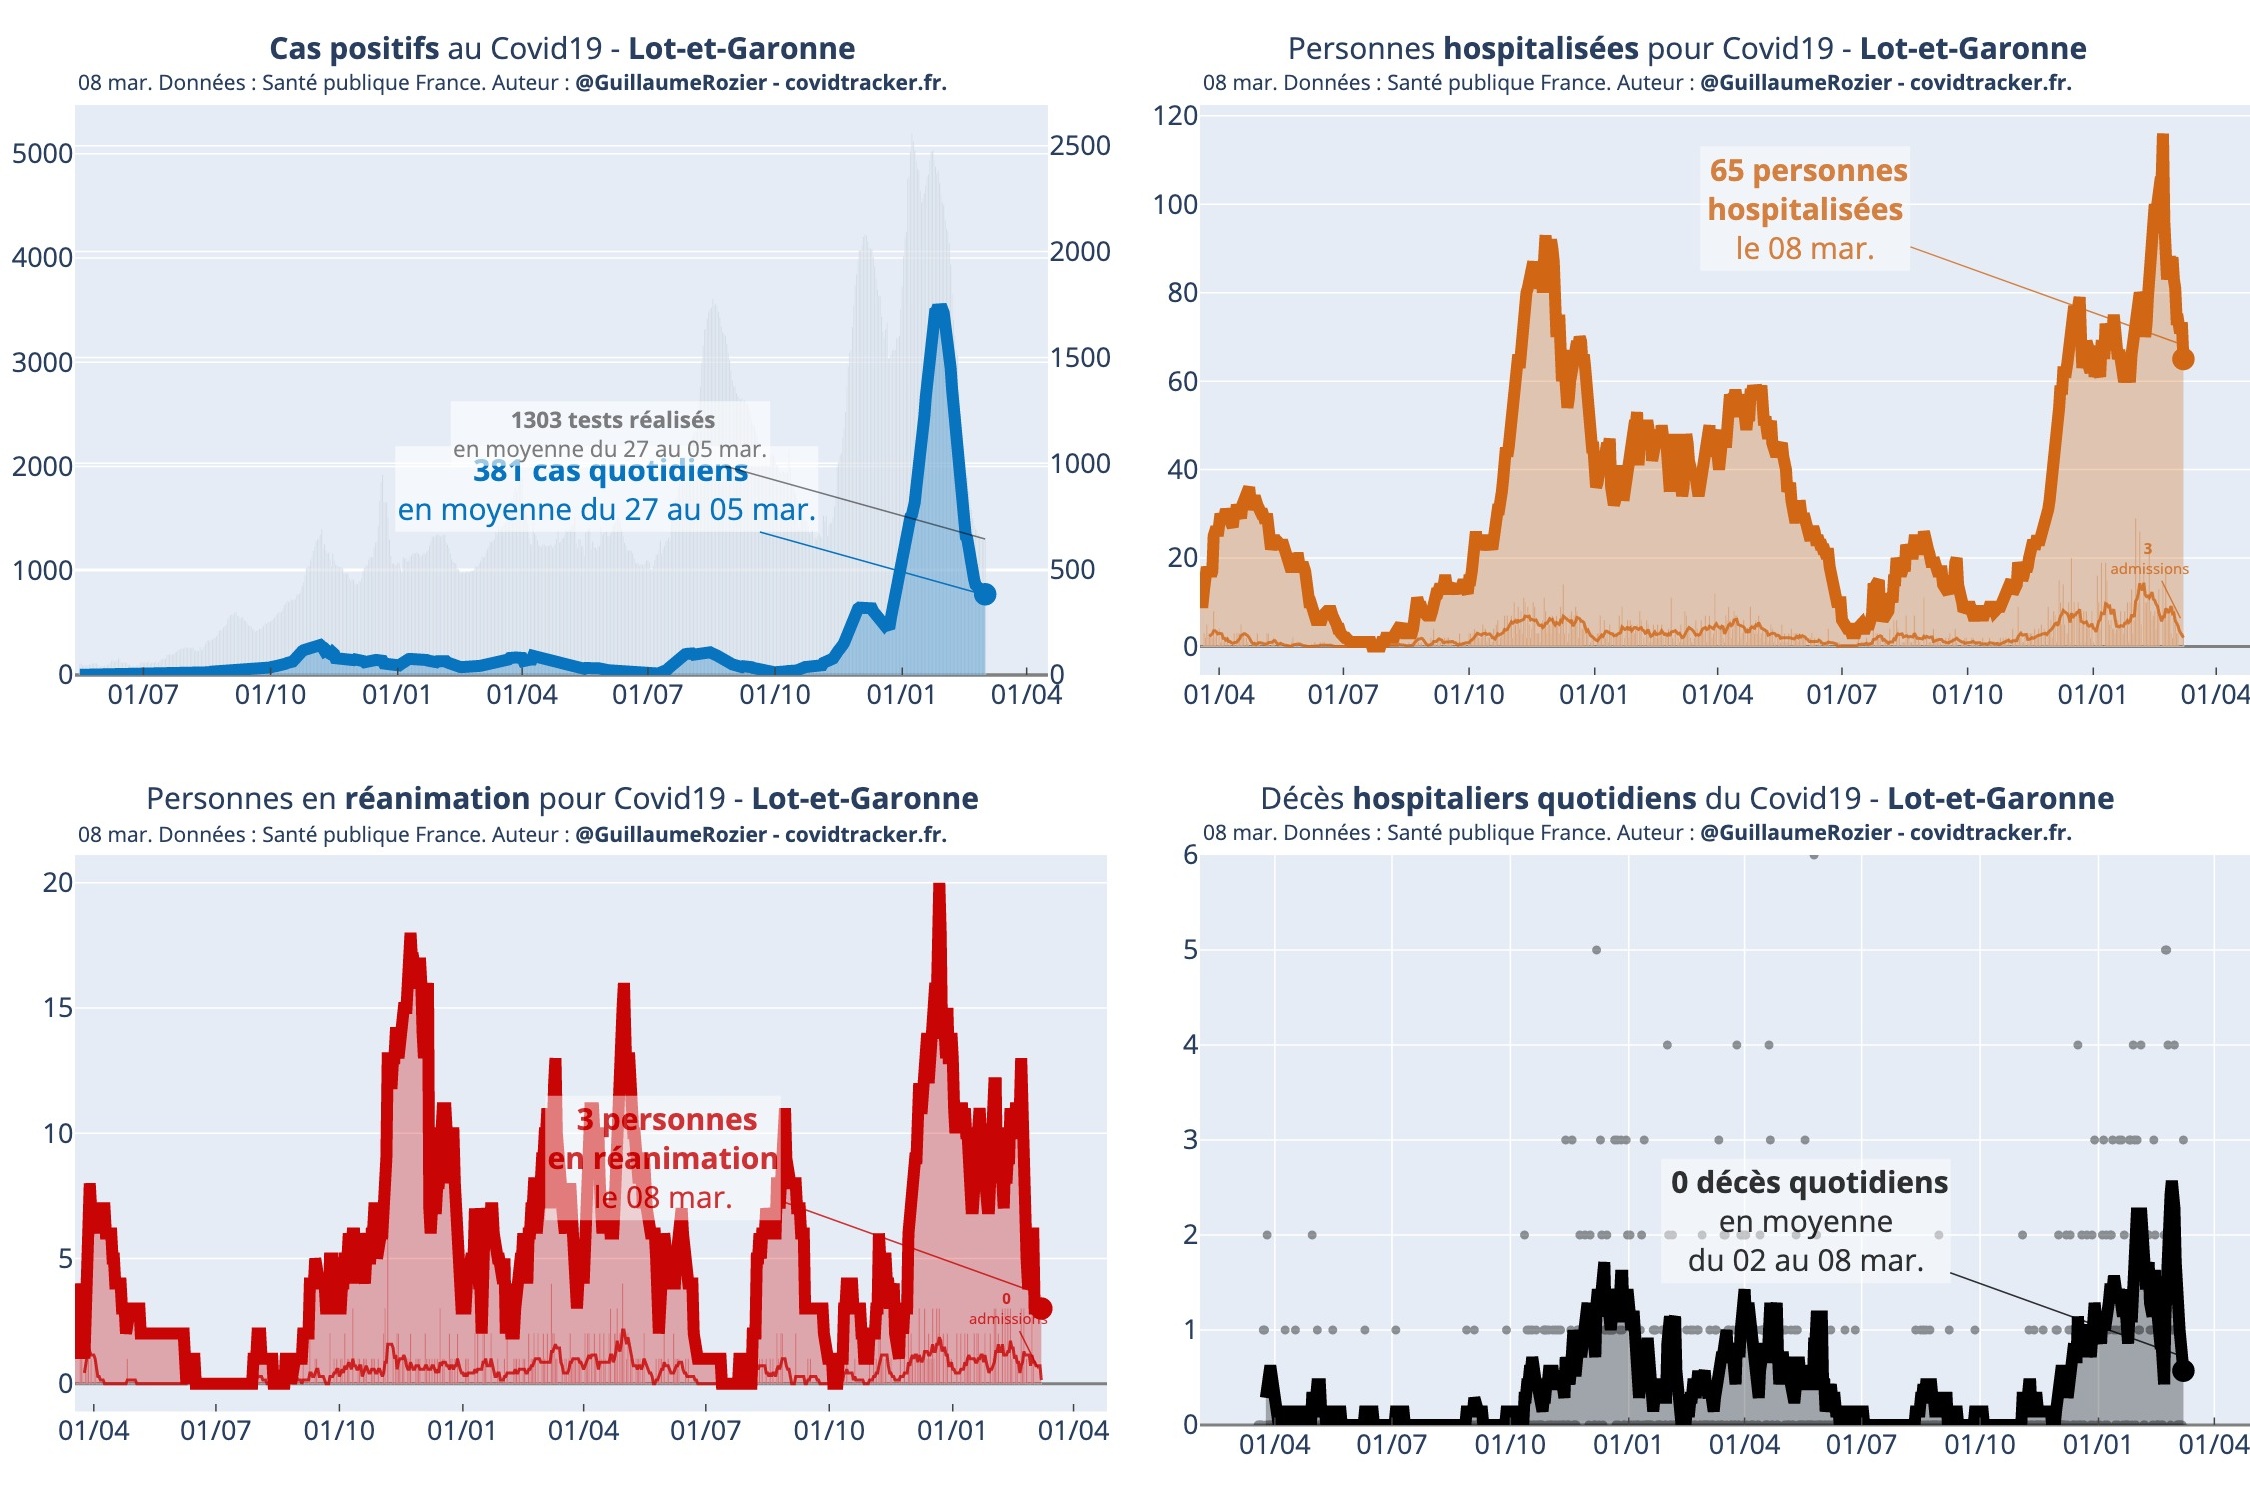 Cas positifs au Covid19 - Lot-et-Garonne
08 mar. Données : Santé publique France. Auteur : @GuillaumeRozier - covidtracker.fr.
5000
4000
3000
2000
1000
0
2500
2000
1500
1000
500
0
1303 tests réalisés
en moyenne du 27 au 05 mar.
381 cas quotidiens
en moyenne du 27 au 05 mar.
01/07 01/10 01/01 01/04 01/07 01/10 01/01 01/04
Personnes hospitalisées pour Covid19 - Lot-et-Garonne
08 mar. Données : Santé publique France. Auteur : @GuillaumeRozier - covidtracker.fr.
120
100
80
60
40
20
0
65 personnes
hospitalisées
le 08 mar.
3
admissions
01/04 01/07 01/10 01/01 01/04 01/07 01/10 01/01 01/04
Personnes en réanimation pour Covid19 - Lot-et-Garonne
08 mar. Données : Santé publique France. Auteur : @GuillaumeRozier - covidtracker.fr.
20
15
10
5
0
3 personnes
en réanimation
le 08 mar.
0
admissions
01/04 01/07 01/10 01/01 01/04 01/07 01/10 01/01 01/04
Décès hospitaliers quotidiens du Covid19 - Lot-et-Garonne
08 mar. Données : Santé publique France. Auteur : @GuillaumeRozier - covidtracker.fr.
6
5
4
3
2
1
0
0 décès quotidiens
en moyenne
du 02 au 08 mar.
01/04 01/07 01/10 01/01 01/04 01/07 01/10 01/01 01/04